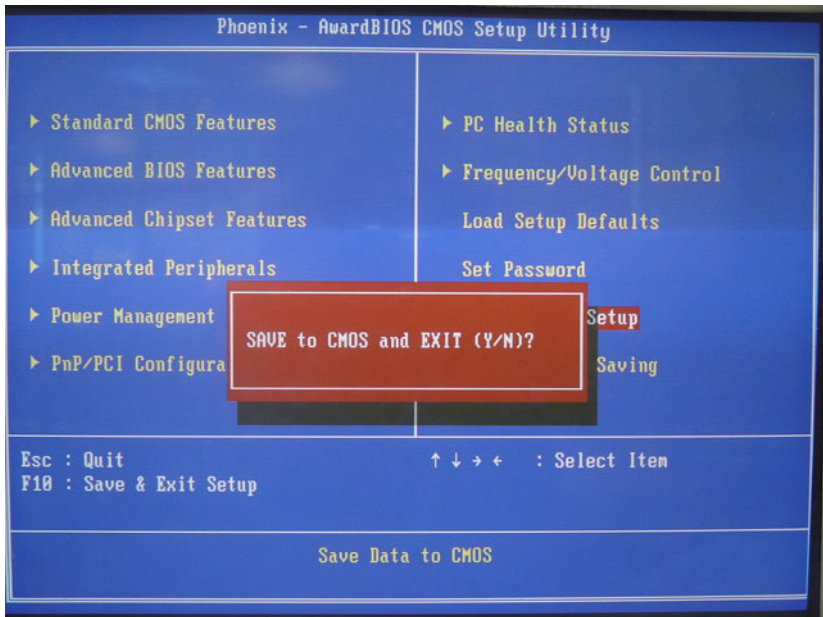 Phoenix - AwardBIOS CMOS Setup Utility
▶ Standard CMOS Features
▶ Advanced BIOS Features
▶ Advanced Chipset Features
▶ Integrated Peripherals
▶ Power Management
▶ PnP/PCI Configura
▶ PC Health Status
▶ Frequency/Voltage Control
Load Setup Defaults
Set Password
Setup
Saving
SAVE to CMOS and EXIT (Y/N)?
Esc : Quit
F10 : Save & Exit Setup
↑ ↓ → ← : Select Item
Save Data to CMOS